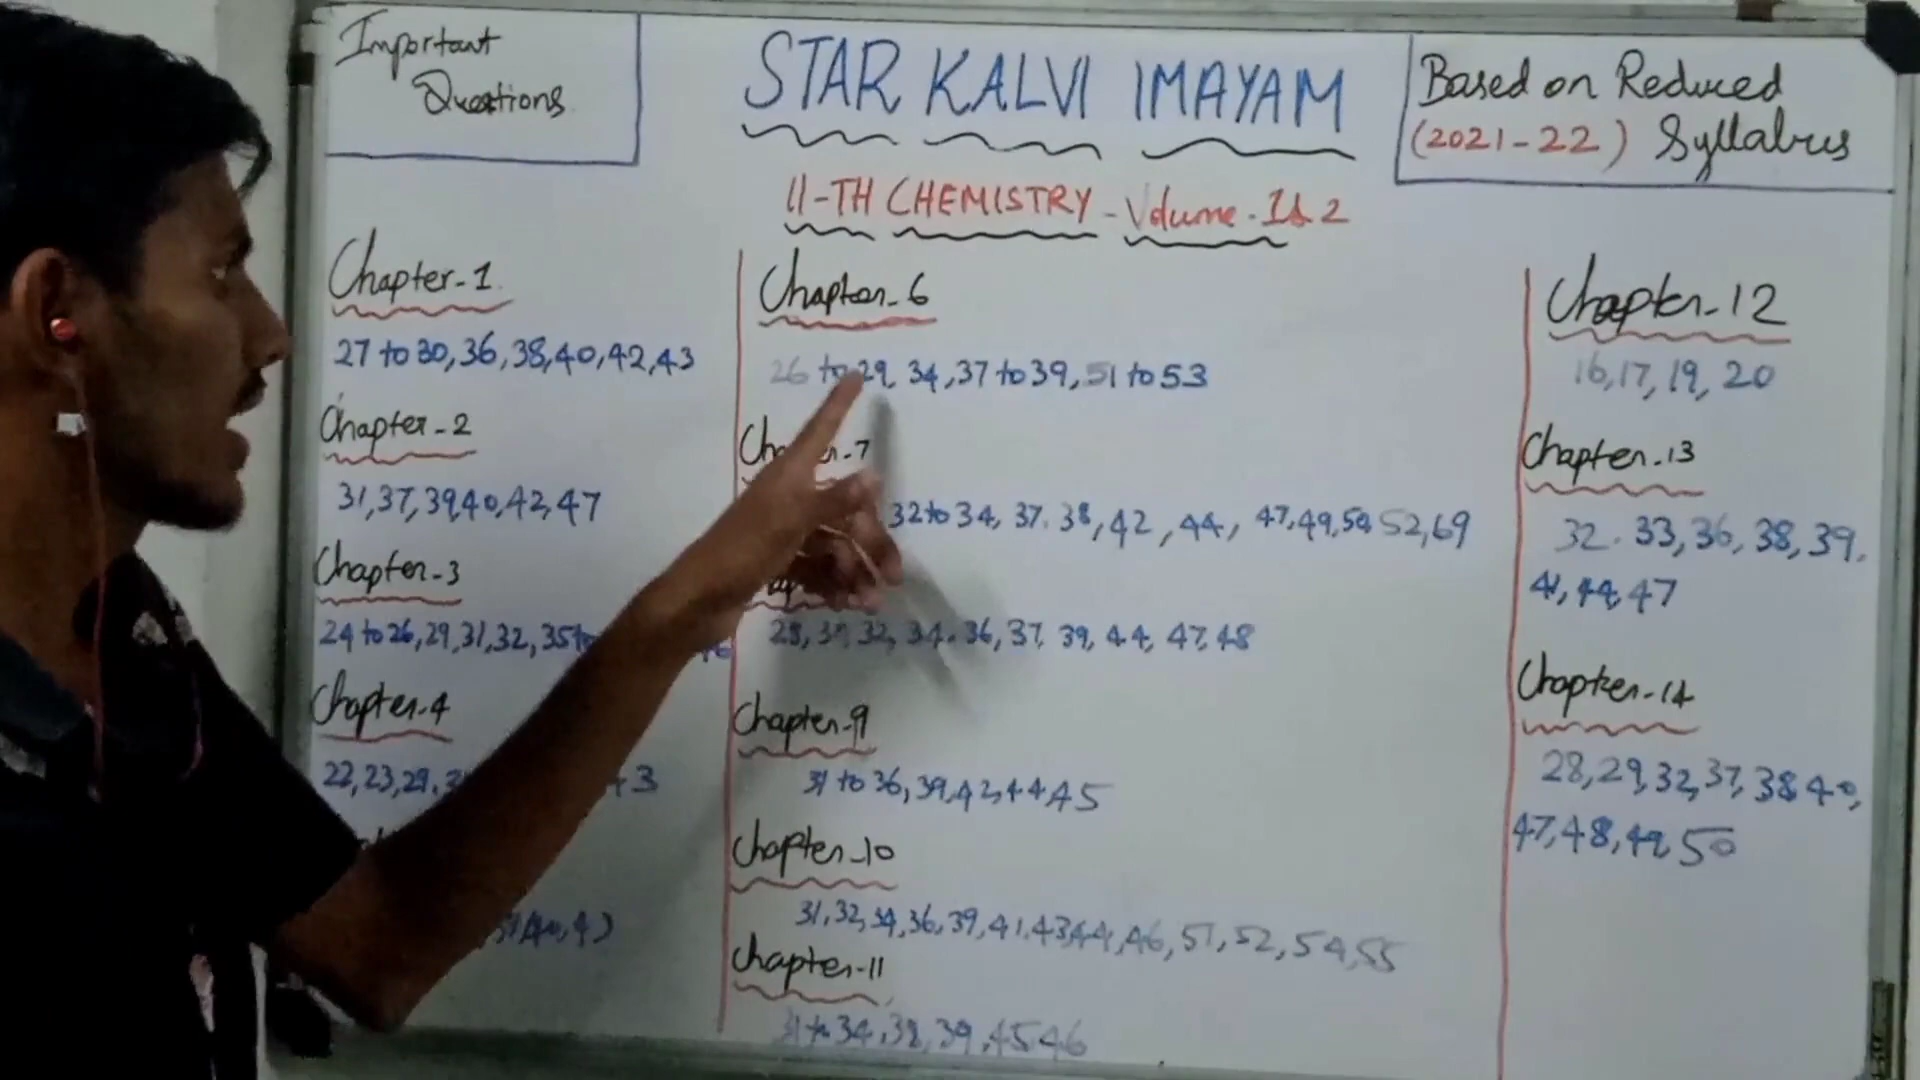 Important
Questions
STAR KALVI IMAYAM
Based on Reduced
(2021-22) Syllabus
11-TH CHEMISTRY - Volume - 1 & 2
Chapter-1
27 to 30, 36, 38, 40, 42, 43
Chapter-2
31, 37, 39, 40, 42, 47
Chapter-3
24 to 26, 29, 31, 32, 35 to
Chapter-4
22, 23, 29,
Chapter-6
26 to 29, 34, 37 to 39, 51 to 53
Chapter-7
32 to 34, 37, 38, 42, 44, 47, 49, 50, 52, 69
28, 32, 34, 36, 37, 39, 44, 47, 48
Chapter-9
31 to 36, 39, 42, 44, 45
Chapter-10
31, 32, 34, 36, 39, 41, 43, 44, 46, 51, 52, 54, 55
Chapter-11
31 to 34, 38, 39, 45, 46
Chapter-12
16, 17, 19, 20
Chapter-13
32, 33, 36, 38, 39,
41, 44, 47
Chapter-14
28, 29, 32, 37, 38, 40,
47, 48, 49, 50